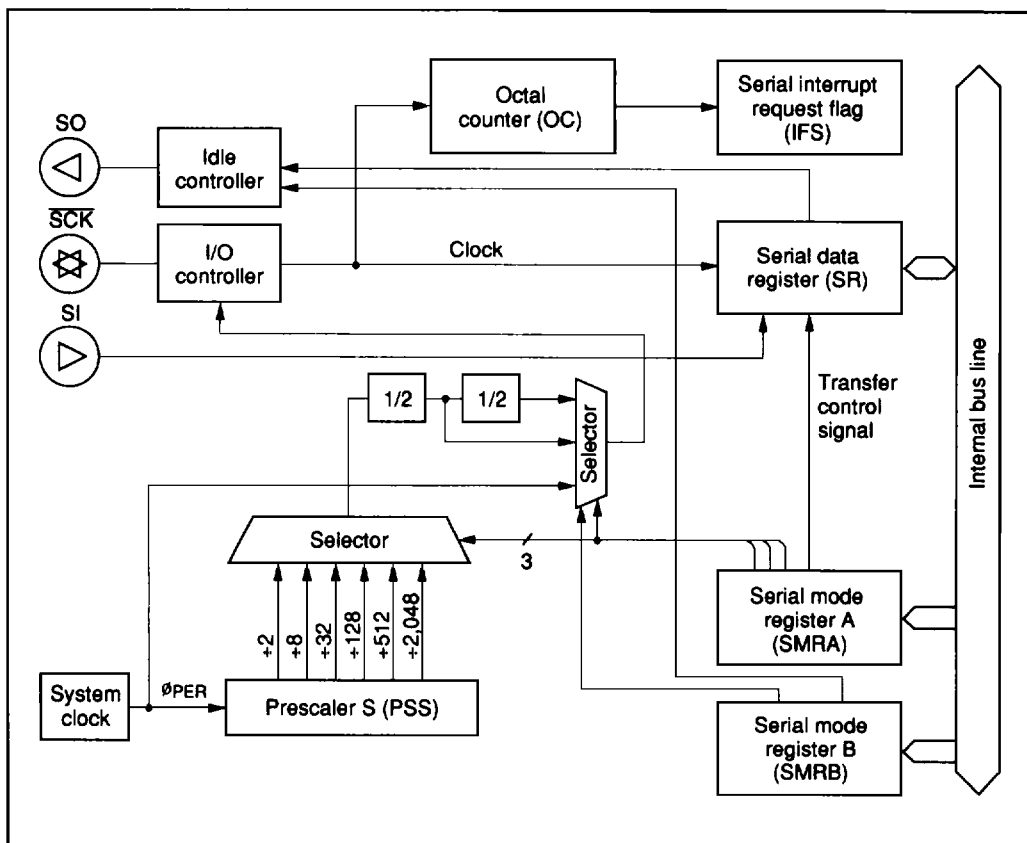 Octal
counter (OC)
Serial interrupt
request flag
(IFS)
SO
Idle
controller
SCK
I/O
controller
Clock
Serial data
register (SR)
SI
Transfer
control
signal
Internal bus line
1/2
1/2
Selector
Selector
3
÷2
÷8
÷32
÷128
÷512
÷2,048
Serial mode
register A
(SMRA)
System
clock
øPER
Prescaler S (PSS)
Serial mode
register B
(SMRB)